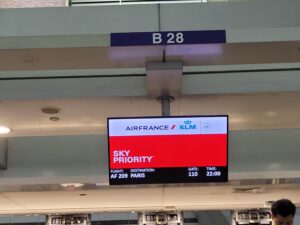 B 28
AIRFRANCE KLM
SKY
PRIORITY
FLIGHT: DESTINATION: GATE: TIME:
AF 209 PARIS 110 22:00